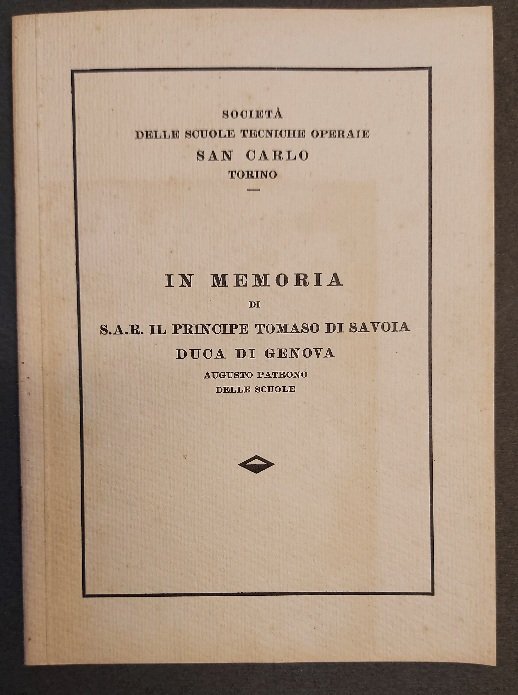 SOCIETÀ
DELLE SCUOLE TECNICHE OPERAIE
SAN CARLO
TORINO
IN MEMORIA
DI
S.A.R. IL PRINCIPE TOMASO DI SAVOIA
DUCA DI GENOVA
AUGUSTO PATRONO
DELLE SCUOLE